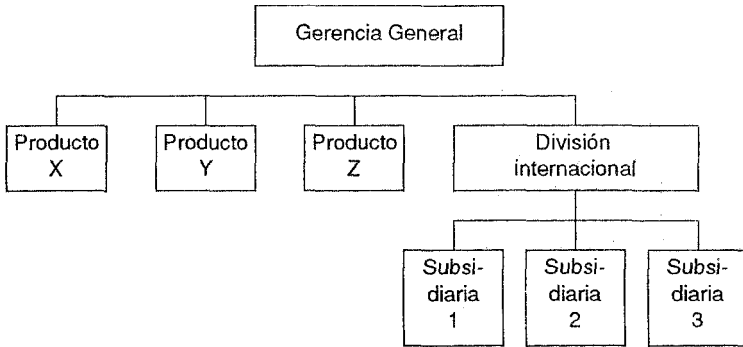 Gerencia General
Producto
X
Producto
Y
Producto
Z
División
internacional
Subsi-
diaria
1
Subsi-
diaria
2
Subsi-
diaria
3